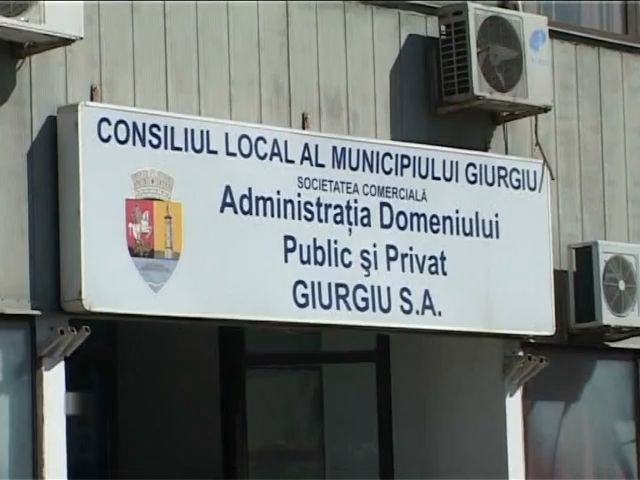 CONSILIUL LOCAL AL MUNICIPIULUI GIURGIU
SOCIETATEA COMERCIALĂ
Administraţia Domeniului
Public şi Privat
GIURGIU S.A.